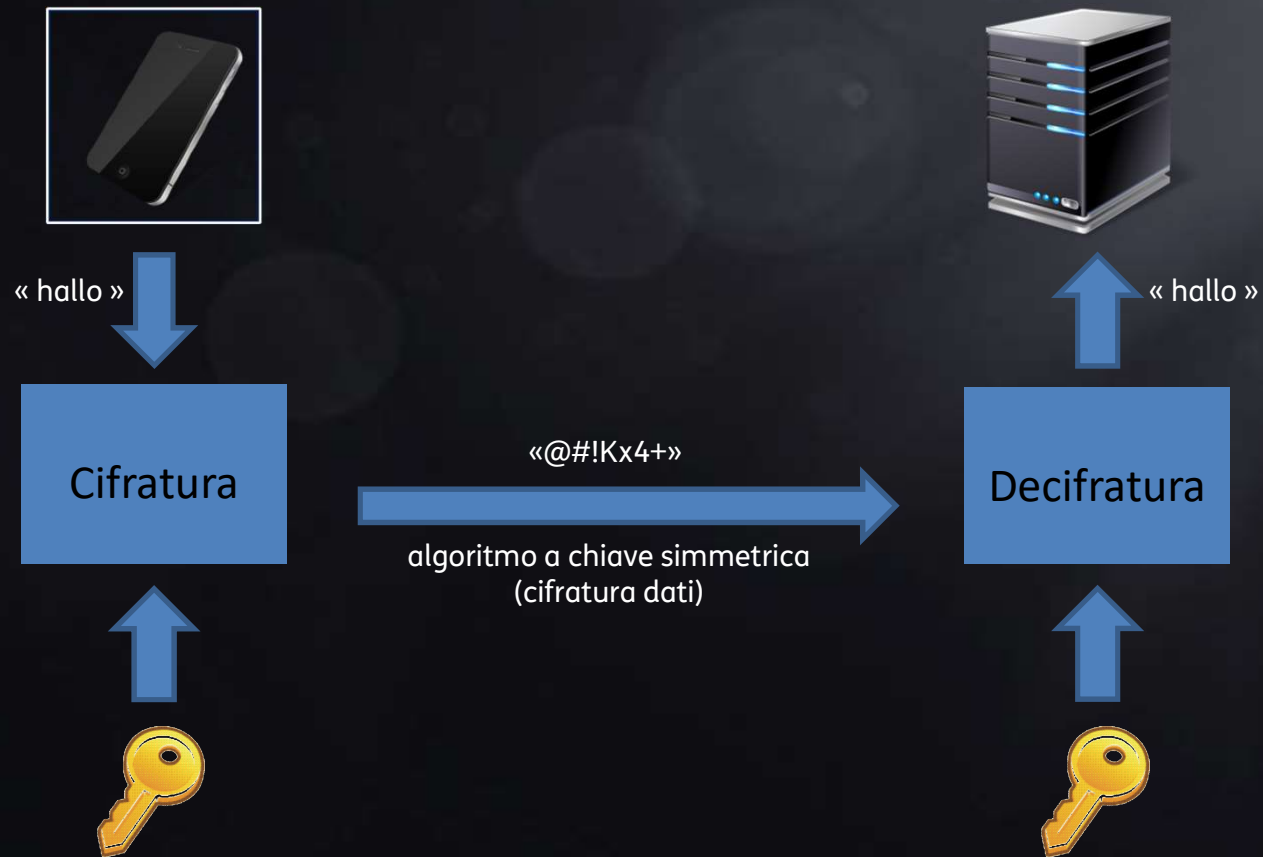 « hallo »
« hallo »
Cifratura
«@#!Kx4+»
Decifratura
algoritmo a chiave simmetrica
(cifratura dati)